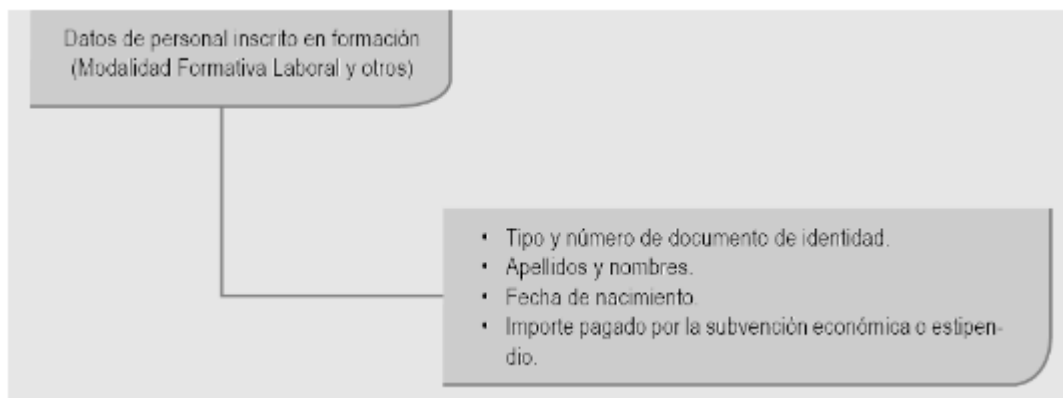 Datos de personal inscrito en formación
(Modalidad Formativa Laboral y otros)
• Tipo y número de documento de identidad.
• Apellidos y nombres.
• Fecha de nacimiento.
• Importe pagado por la subvención económica o estipen-
dio.